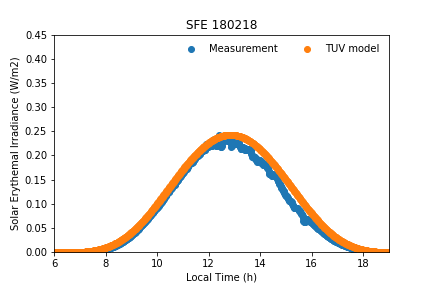 SFE 180218
Measurement TUV model
Solar Erythemal Irradiance (W/m2)
0.45
0.40
0.35
0.30
0.25
0.20
0.15
0.10
0.05
0.00
6 8 10 12 14 16 18
Local Time (h)